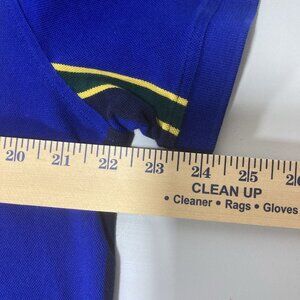 20 21 22 23 24 25 26
CLEAN UP
• Cleaner • Rags • Gloves